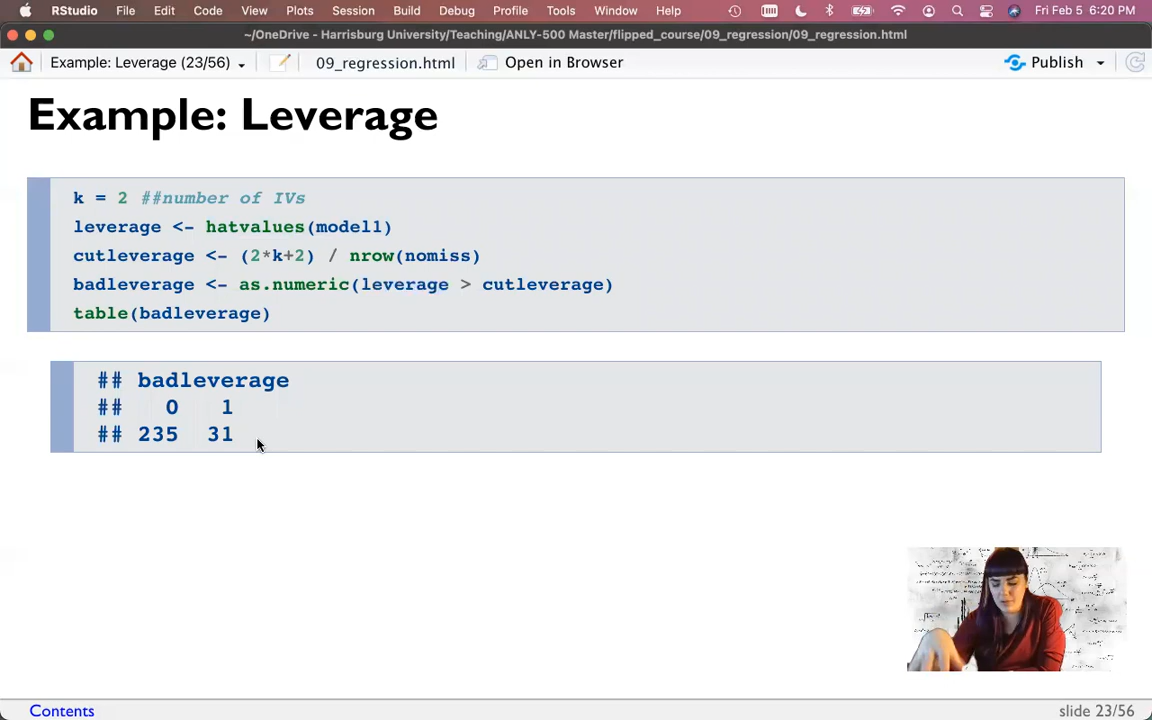 RStudio File Edit Code View Plots Session Build Debug Profile Tools Window Help Fri Feb 5 6:20 PM
~/OneDrive - Harrisburg University/Teaching/ANLY-500 Master/flipped_course/09_regression/09_regression.html
Example: Leverage (23/56) 09_regression.html Open in Browser Publish
Example: Leverage
k = 2 ##number of IVs
leverage <- hatvalues(model1)
cutleverage <- (2*k+2) / nrow(nomiss)
badleverage <- as.numeric(leverage > cutleverage)
table(badleverage)
## badleverage
## 0 1
## 235 31
Contents slide 23/56